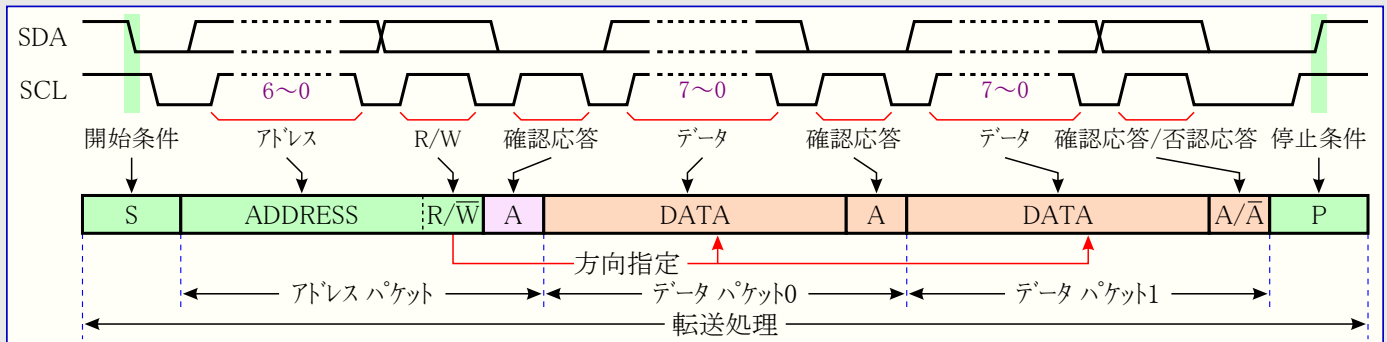 SDA
SCL
6～0 7～0 7～0
開始条件 アドレス R/W 確認応答 データ 確認応答 データ 確認応答/否認応答 停止条件
S ADDRESS R/W̅ A DATA A DATA A/A̅ P
方向指定
アドレス パケット データ パケット0 データ パケット1
転送処理